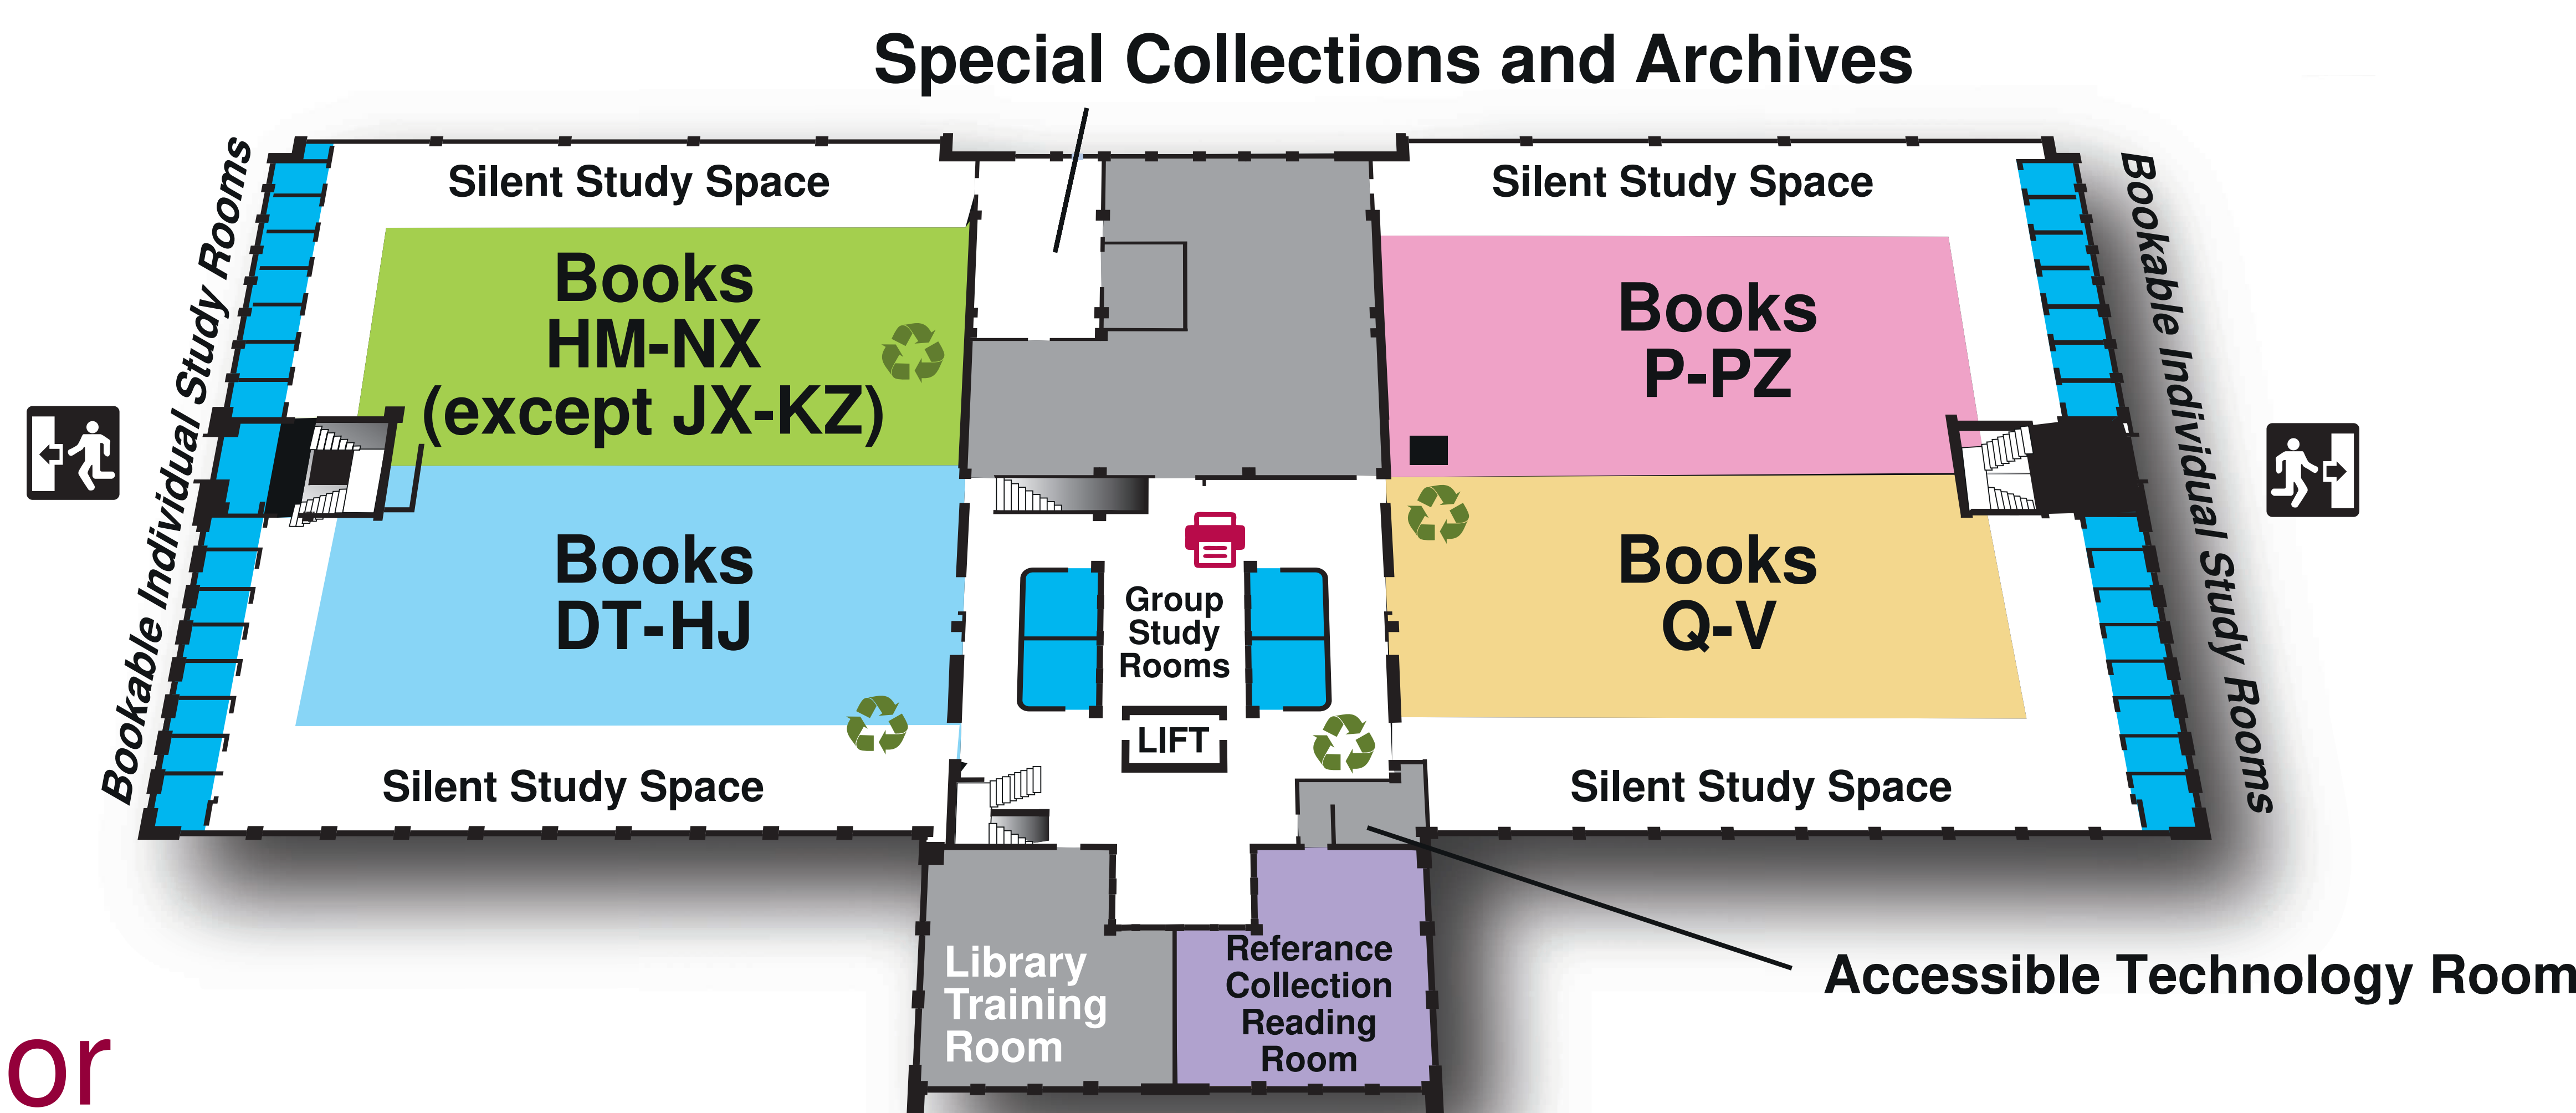 Special Collections and Archives
Bookable Individual Study Rooms
Silent Study Space
Silent Study Space
Bookable Individual Study Rooms
Books
HM-NX
(except JX-KZ)
Books
P-PZ
Books
DT-HJ
Group
Study
Rooms
LIFT
Books
Q-V
Silent Study Space
Silent Study Space
Library
Training
Room
Referance
Collection
Reading
Room
Accessible Technology Room
or